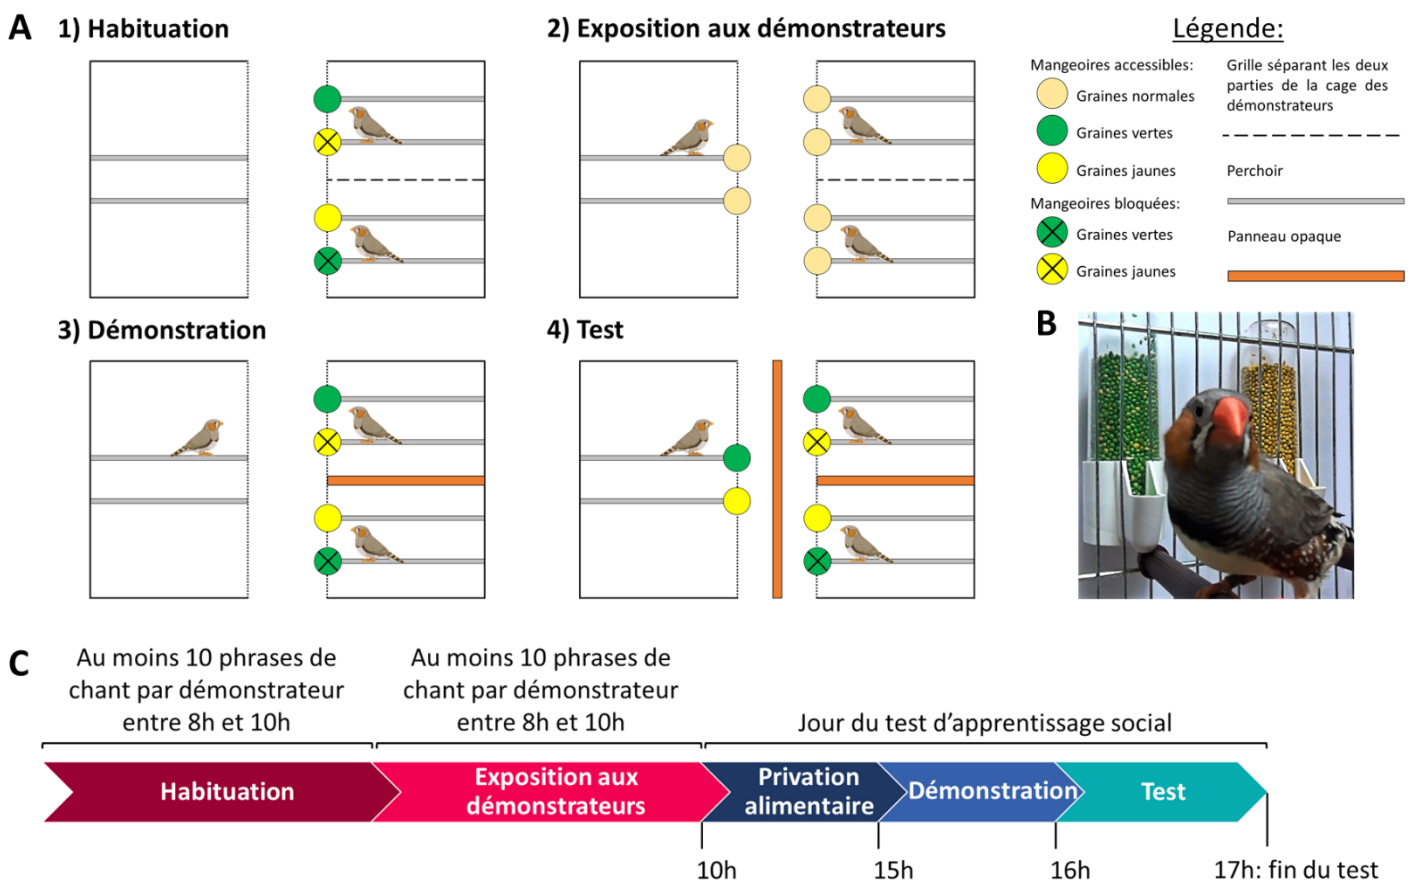 A
1) Habituation
2) Exposition aux démonstrateurs
Légende:
Mangeoires accessibles:
Graines normales
Graines vertes
Graines jaunes
Mangeoires bloquées:
Graines vertes
Graines jaunes
Grille séparant les deux
parties de la cage des
démonstrateurs
Perchoir
Panneau opaque
3) Démonstration
4) Test
B
C
Au moins 10 phrases de
chant par démonstrateur
entre 8h et 10h
Au moins 10 phrases de
chant par démonstrateur
entre 8h et 10h
Jour du test d'apprentissage social
Habituation
Exposition aux
démonstrateurs
Privation
alimentaire
Démonstration
Test
10h
15h
16h
17h: fin du test